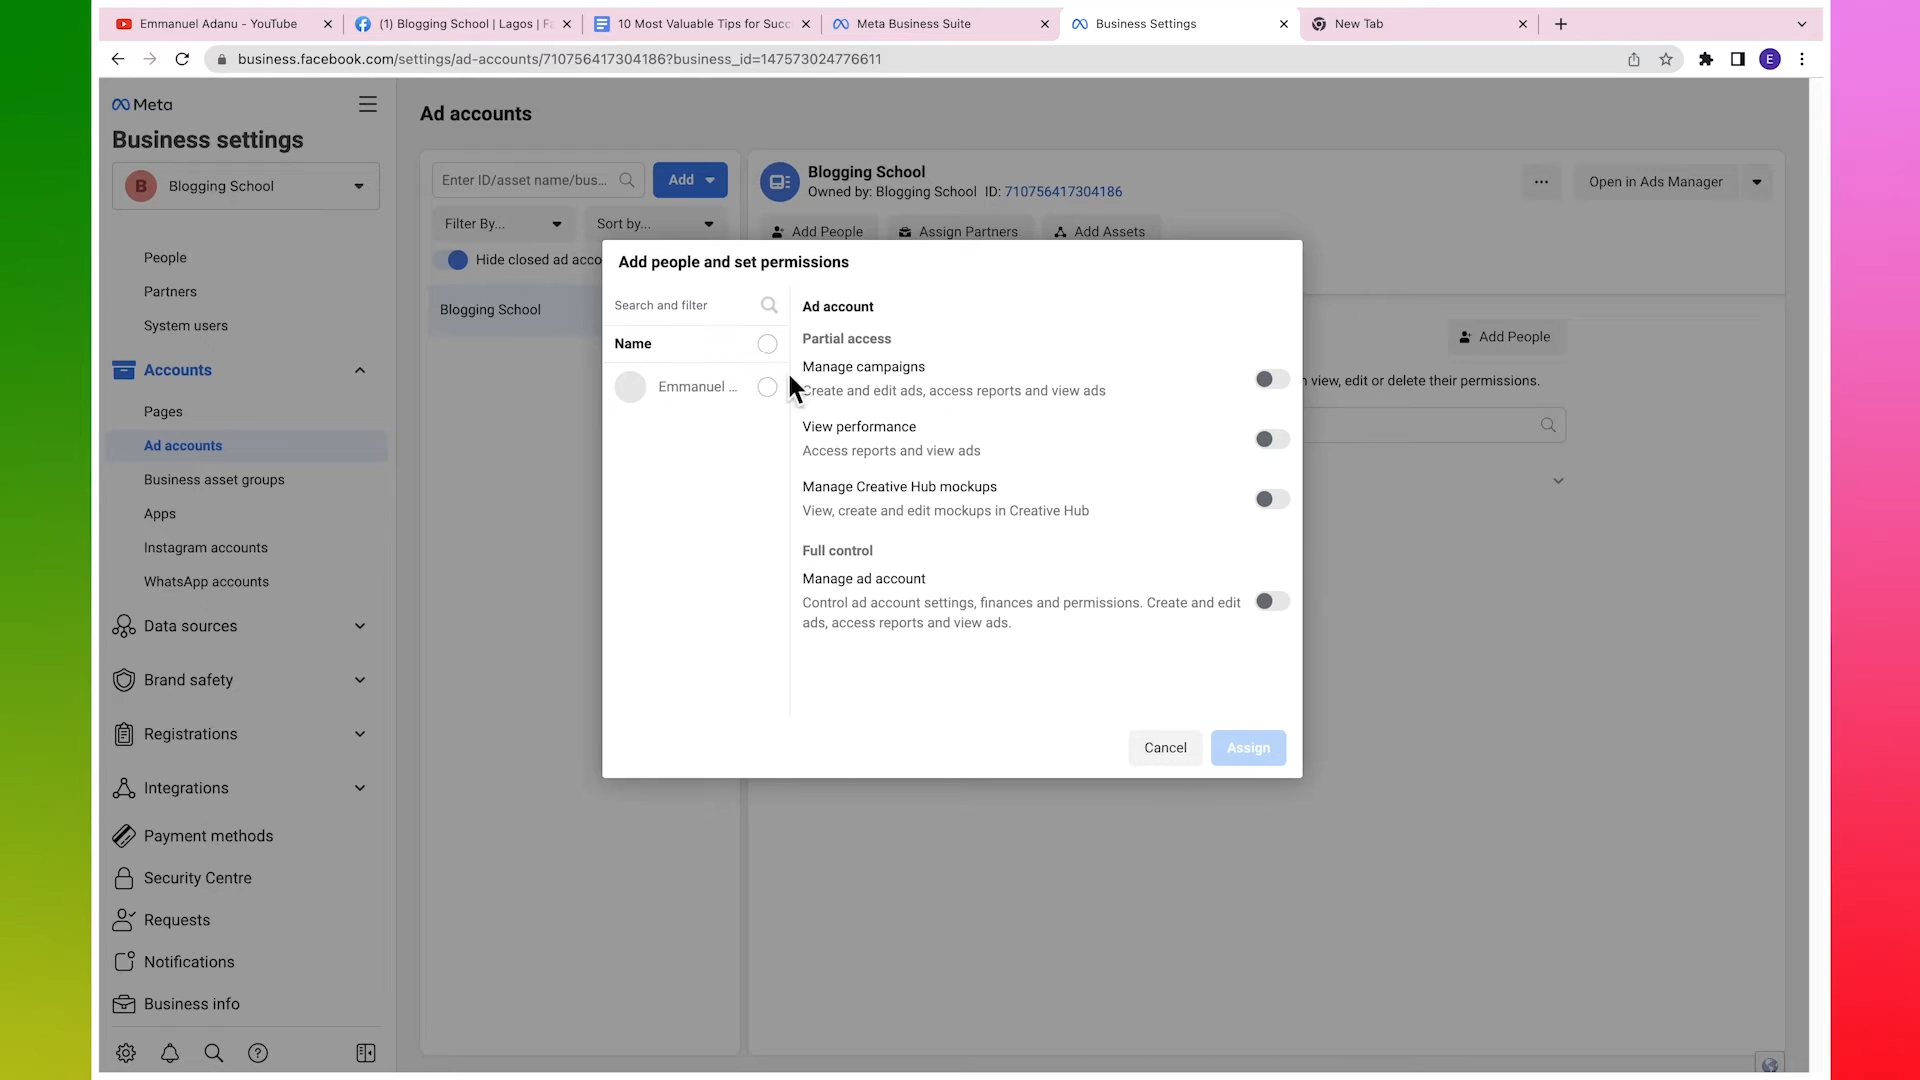 Emmanuel Adanu - YouTube
(1) Blogging School | Lagos | Fa
10 Most Valuable Tips for Succ
Meta Business Suite
Business Settings
New Tab
business.facebook.com/settings/ad-accounts/710756417304186?business_id=147573024776611
E
Meta
Business settings
B
Blogging School
People
Partners
System users
Accounts
Pages
Ad accounts
Business asset groups
Apps
Instagram accounts
WhatsApp accounts
Data sources
Brand safety
Registrations
Integrations
Payment methods
Security Centre
Requests
Notifications
Business info
Ad accounts
Enter ID/asset name/bus...
Add
Filter By...
Sort by...
Hide closed ad acco
Blogging School
Blogging School
Owned by: Blogging School ID: 710756417304186
Open in Ads Manager
Add People
Assign Partners
Add Assets
Add People
view, edit or delete their permissions.
Add people and set permissions
Search and filter
Name
Emmanuel ...
Ad account
Partial access
Manage campaigns
Create and edit ads, access reports and view ads
View performance
Access reports and view ads
Manage Creative Hub mockups
View, create and edit mockups in Creative Hub
Full control
Manage ad account
Control ad account settings, finances and permissions. Create and edit
ads, access reports and view ads.
Cancel
Assign